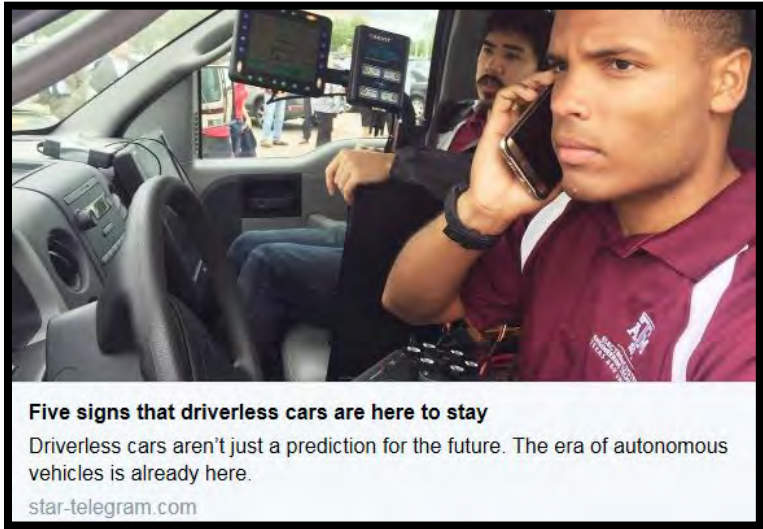 ATM
Five signs that driverless cars are here to stay
Driverless cars aren't just a prediction for the future. The era of autonomous
vehicles is already here.
star-telegram.com